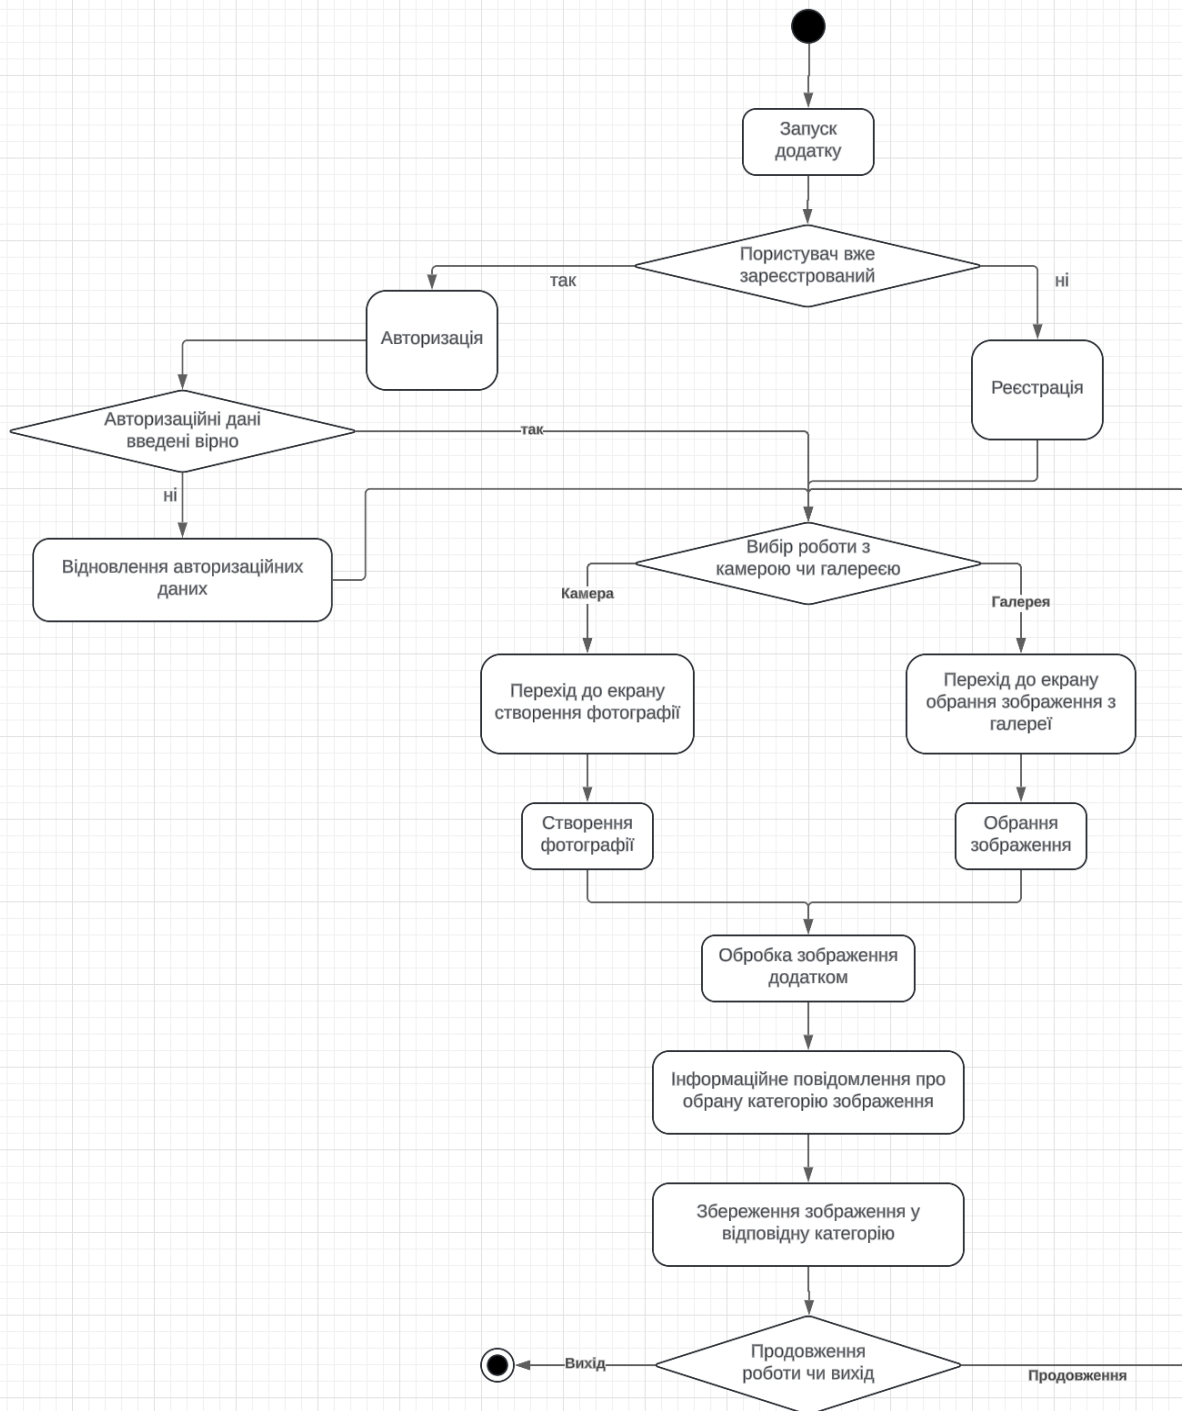 Запуск
додатку
Пористувач вже
зареєстрований
так
ні
Авторизація
Реєстрація
Авторизаційні дані
введені вірно
так
ні
Вибір роботи з
камерою чи галереєю
Відновлення авторизаційних
даних
Камера
Галерея
Перехід до екрану
створення фотографії
Перехід до екрану
обрання зображення з
галереї
Створення
фотографії
Обрання
зображення
Обробка зображення
додатком
Інформаційне повідомлення про
обрану категорію зображення
Збереження зображення у
відповідну категорію
Продовження
роботи чи вихід
Вихід
Продовження